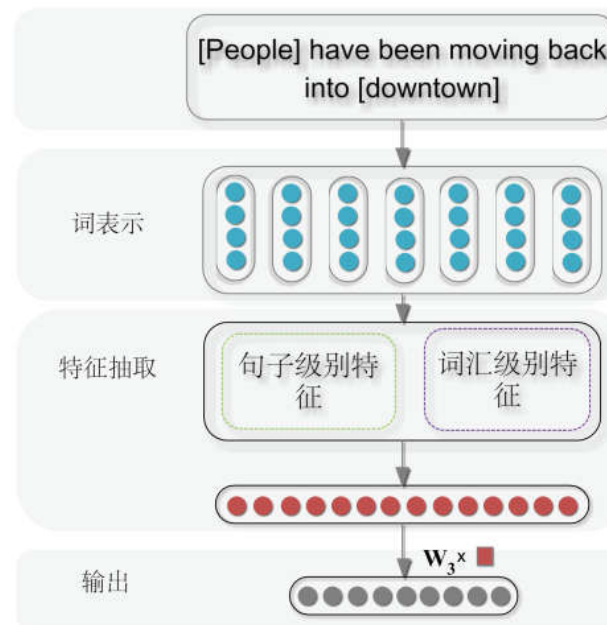 [People] have been moving back
into [downtown]
词表示
特征抽取
句子级别特
征
词汇级别特
征
W3×
输出